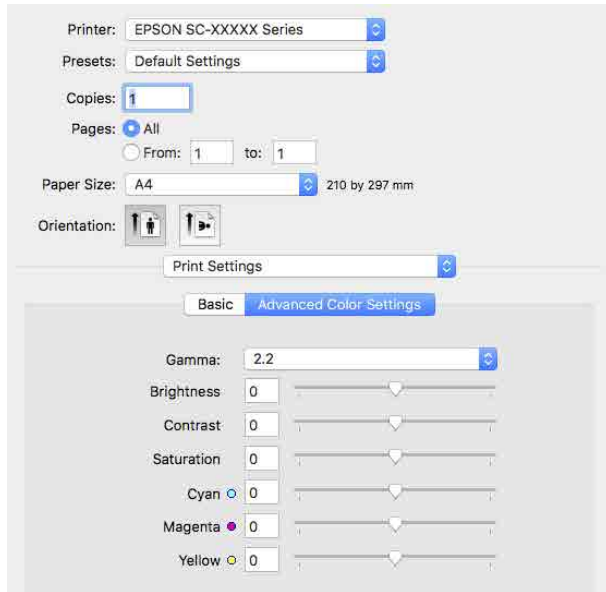 Printer: EPSON SC-XXXXX Series
Presets: Default Settings
Copies: 1
Pages: All
From: 1 to: 1
Paper Size: A4 210 by 297 mm
Orientation:
Print Settings
Basic Advanced Color Settings
Gamma: 2.2
Brightness 0
Contrast 0
Saturation 0
Cyan 0
Magenta 0
Yellow 0